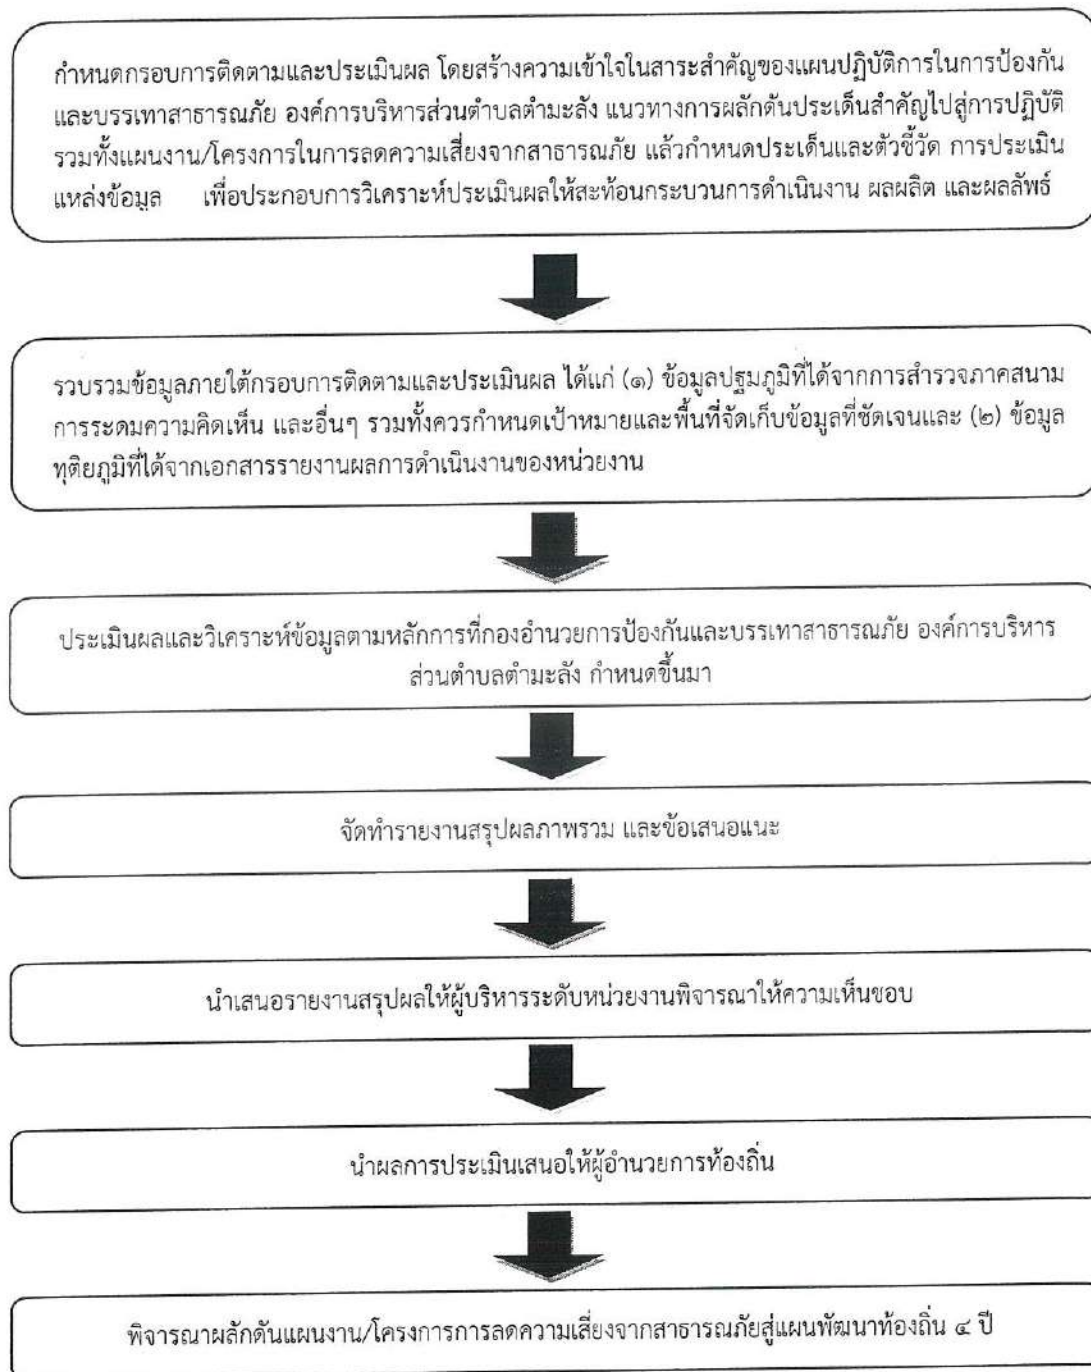 กำหนดกรอบการติดตามและประเมินผล โดยสร้างความเข้าใจในสาระสำคัญของแผนปฏิบัติการในการป้องกัน
และบรรเทาสาธารณภัย องค์การบริหารส่วนตำบลตำมะลัง แนวทางการผลักดันประเด็นสำคัญไปสู่การปฏิบัติ
รวมทั้งแผนงาน/โครงการในการลดความเสี่ยงจากสาธารณภัย แล้วกำหนดประเด็นและตัวชี้วัด การประเมิน
แหล่งข้อมูล เพื่อประกอบการวิเคราะห์ประเมินผลให้สะท้อนกระบวนการดำเนินงาน ผลผลิต และผลลัพธ์
รวบรวมข้อมูลภายใต้กรอบการติดตามและประเมินผล ได้แก่ (๑) ข้อมูลปฐมภูมิที่ได้จากการสำรวจภาคสนาม
การระดมความคิดเห็น และอื่นๆ รวมทั้งควรกำหนดเป้าหมายและพื้นที่จัดเก็บข้อมูลที่ชัดเจนและ (๒) ข้อมูล
ทุติยภูมิที่ได้จากเอกสารรายงานผลการดำเนินงานของหน่วยงาน
ประเมินผลและวิเคราะห์ข้อมูลตามหลักการที่กองอำนวยการป้องกันและบรรเทาสาธารณภัย องค์การบริหาร
ส่วนตำบลตำมะลัง กำหนดขึ้นมา
จัดทำรายงานสรุปผลภาพรวม และข้อเสนอแนะ
นำเสนอรายงานสรุปผลให้ผู้บริหารระดับหน่วยงานพิจารณาให้ความเห็นชอบ
นำผลการประเมินเสนอให้ผู้อำนวยการท้องถิ่น
พิจารณาผลักดันแผนงาน/โครงการการลดความเสี่ยงจากสาธารณภัยสู่แผนพัฒนาท้องถิ่น ๔ ปี